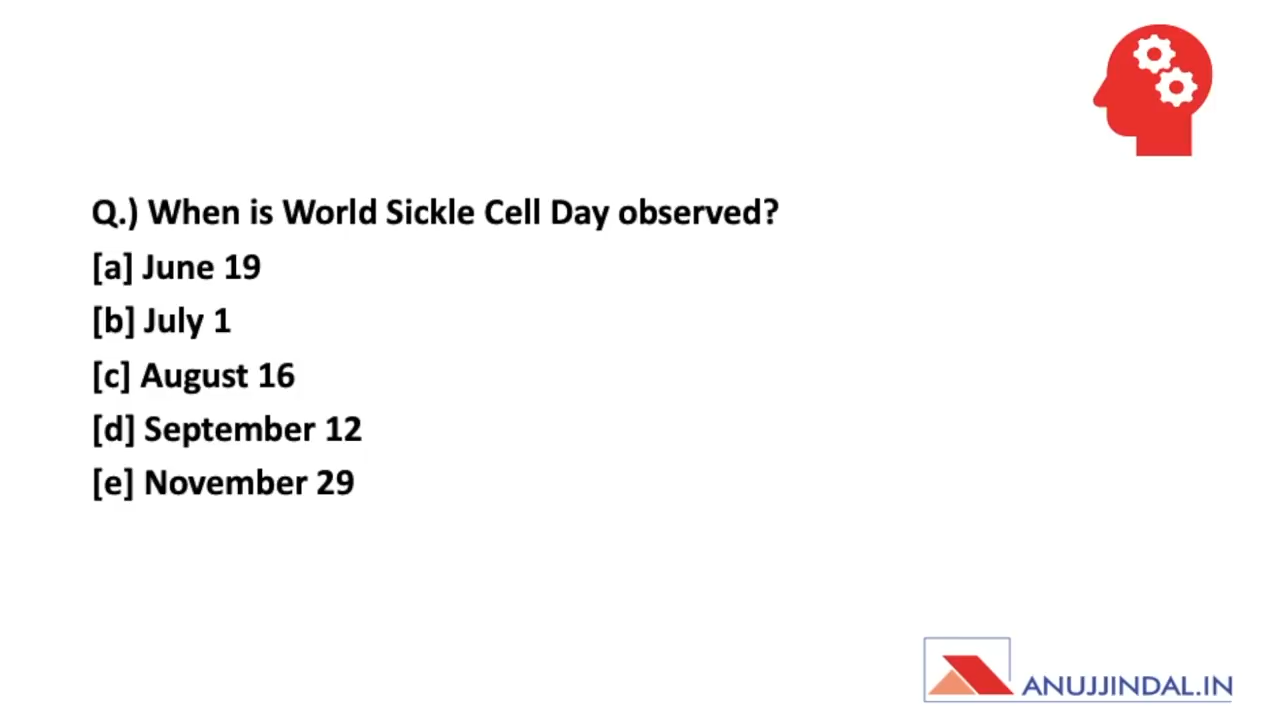 Q.) When is World Sickle Cell Day observed?
[a] June 19
[b] July 1
[c] August 16
[d] September 12
[e] November 29
ANUJJINDAL.IN